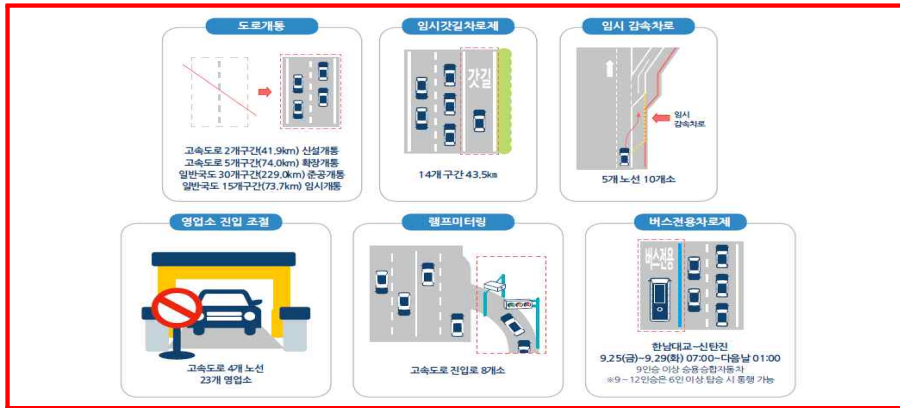 도로개통
고속도로 2개구간(41.9km) 신설개통
고속도로 5개구간(74.0km) 확장개통
일반국도 30개구간(229.0km) 준공개통
일반국도 15개구간(73.7km) 임시개통
임시갓길차로제
갓길
14개 구간 43.5km
임시 감속차로
임시
감속차로
5개 노선 10개소
영업소 진입 조절
고속도로 4개 노선
23개 영업소
램프미터링
고속도로 진입로 8개소
버스전용차로제
버스전용
한남대교~신탄진
9.25(금)~9.29(화) 07:00~다음날 01:00
9인승 이상 승용승합자동차
※9~12인승은 6인 이상 탑승 시 통행 가능